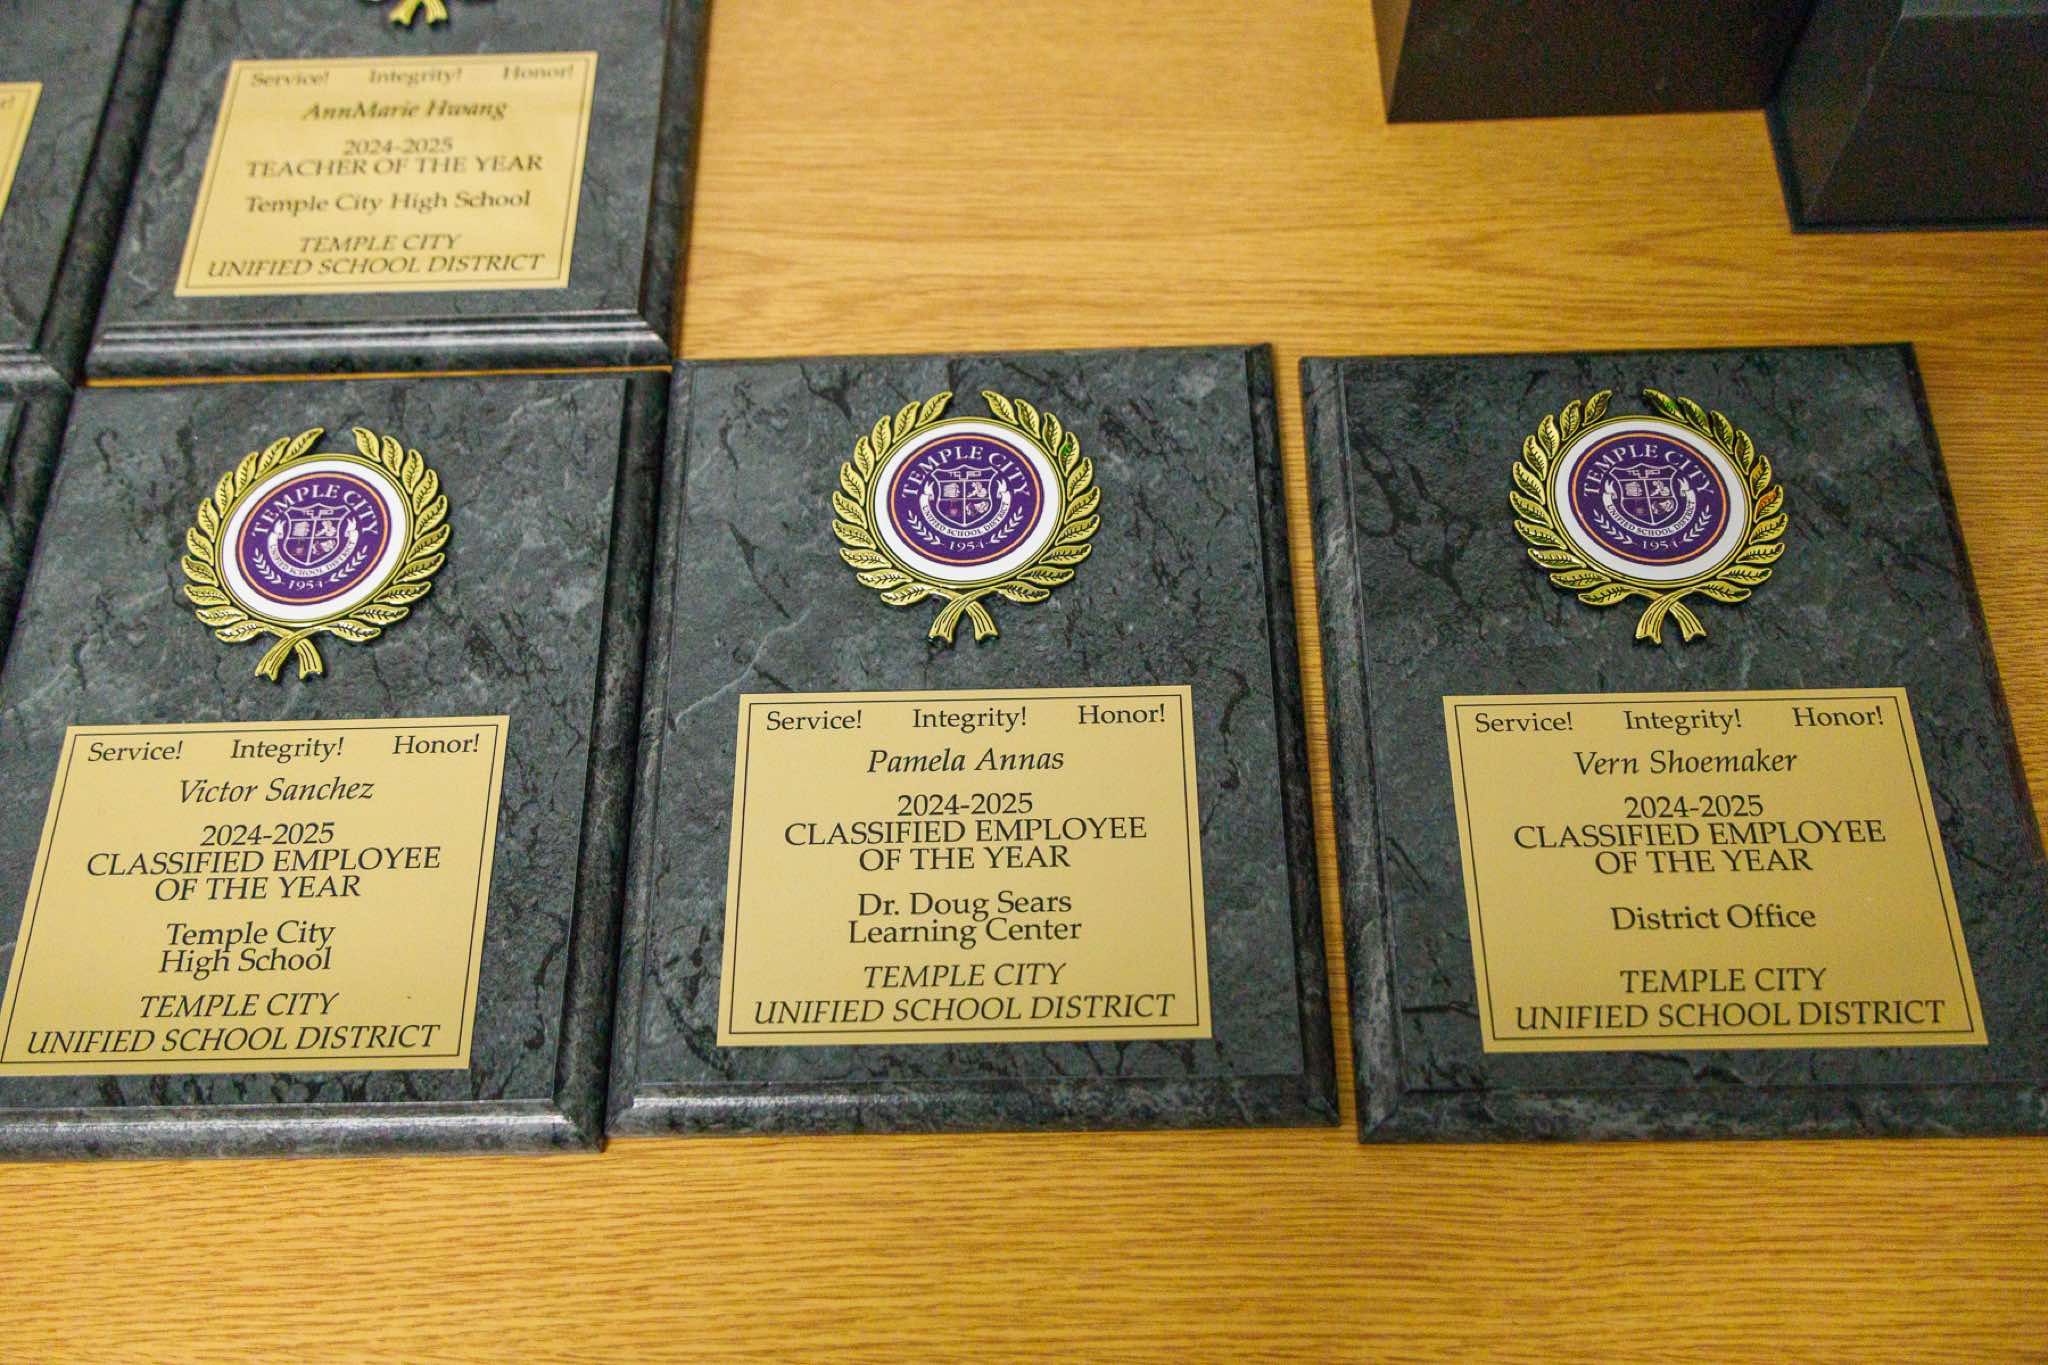 Service! Integrity! Honor!
AnnMarie Hwang
2024-2025
TEACHER OF THE YEAR
Temple City High School
TEMPLE CITY
UNIFIED SCHOOL DISTRICT
TEMPLE CITY
UNIFIED SCHOOL DISTRICT
1954
Service! Integrity! Honor!
Victor Sanchez
2024-2025
CLASSIFIED EMPLOYEE
OF THE YEAR
Temple City
High School
TEMPLE CITY
UNIFIED SCHOOL DISTRICT
TEMPLE CITY
UNIFIED SCHOOL DISTRICT
1954
Service! Integrity! Honor!
Pamela Annas
2024-2025
CLASSIFIED EMPLOYEE
OF THE YEAR
Dr. Doug Sears
Learning Center
TEMPLE CITY
UNIFIED SCHOOL DISTRICT
TEMPLE CITY
UNIFIED SCHOOL DISTRICT
1954
Service! Integrity! Honor!
Vern Shoemaker
2024-2025
CLASSIFIED EMPLOYEE
OF THE YEAR
District Office
TEMPLE CITY
UNIFIED SCHOOL DISTRICT